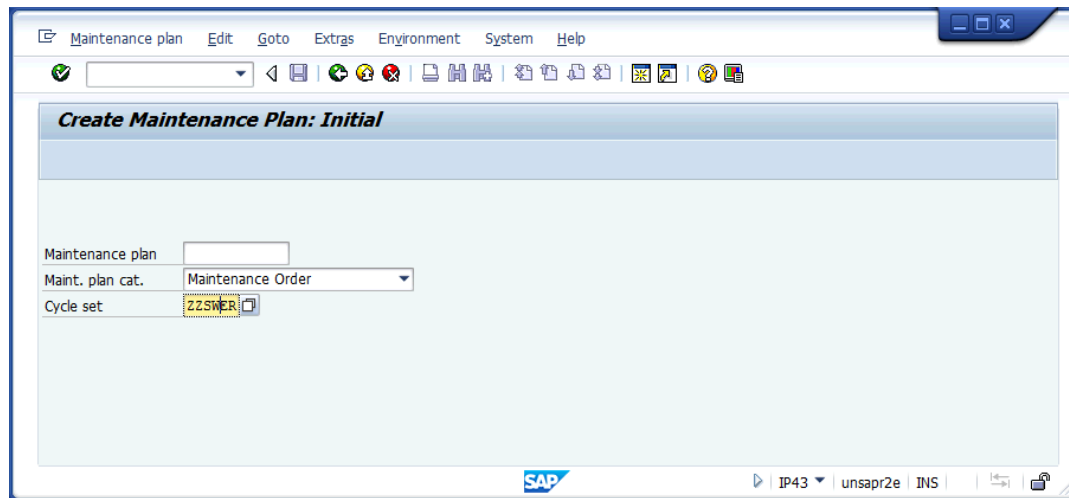 Maintenance plan Edit Goto Extras Environment System Help
Create Maintenance Plan: Initial
Maintenance plan
Maint. plan cat. Maintenance Order
Cycle set ZZSWER
SAP IP43 unsapr2e INS